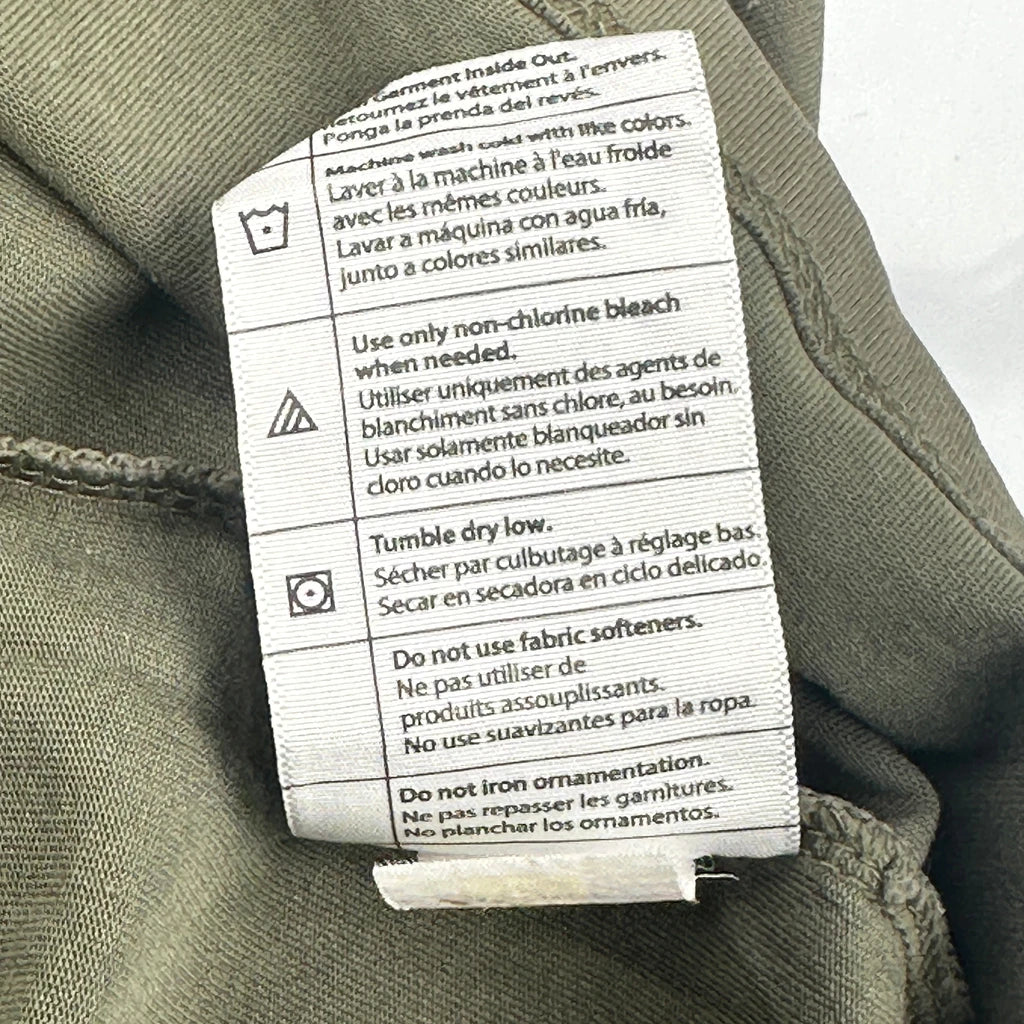 Garment Inside Out.
Retournez le vêtement à l'envers.
Ponga la prenda del revés.
Machine wash cold with like colors.
Laver à la machine à l'eau froide
avec les mêmes couleurs.
Lavar a máquina con agua fría,
junto a colores similares.
Use only non-chlorine bleach
when needed.
Utiliser uniquement des agents de
blanchiment sans chlore, au besoin.
Usar solamente blanqueador sin
cloro cuando lo necesite.
Tumble dry low.
Sécher par culbutage à réglage bas.
Secar en secadora en ciclo delicado.
Do not use fabric softeners.
Ne pas utiliser de
produits assouplissants.
No use suavizantes para la ropa.
Do not iron ornamentation.
Ne pas repasser les garnitures.
No planchar los ornamentos.